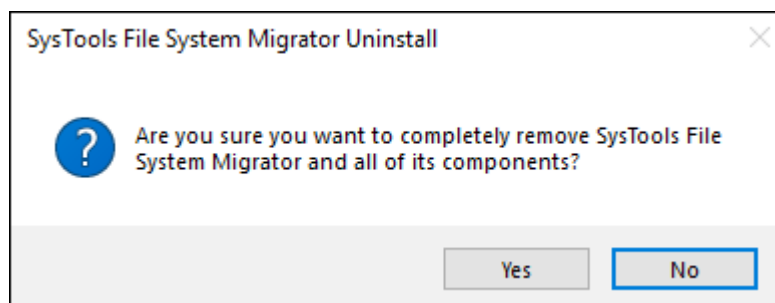 SysTools File System Migrator Uninstall
Are you sure you want to completely remove SysTools File
System Migrator and all of its components?
Yes
No